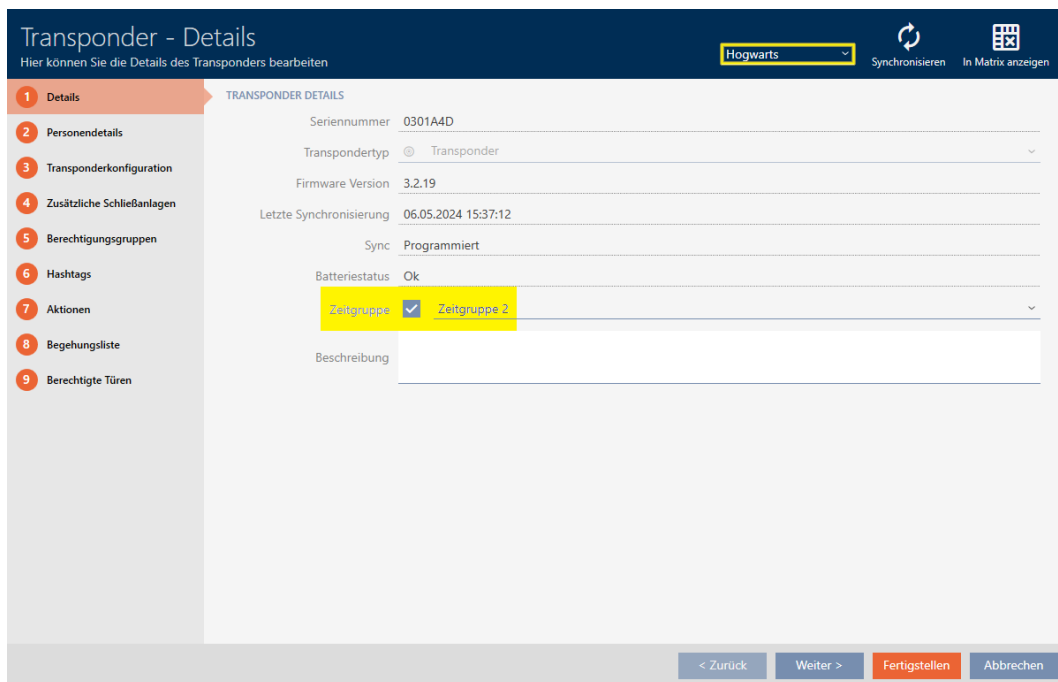 Transponder - Details
Hier können Sie die Details des Transponders bearbeiten
Hogwarts
Synchronisieren
In Matrix anzeigen
1 Details
2 Personendetails
3 Transponderkonfiguration
4 Zusätzliche Schließanlagen
5 Berechtigungsgruppen
6 Hashtags
7 Aktionen
8 Begehungsliste
9 Berechtigte Türen
TRANSPONDER DETAILS
Seriennummer 0301A4D
Transpondertyp Transponder
Firmware Version 3.2.19
Letzte Synchronisierung 06.05.2024 15:37:12
Sync Programmiert
Batteriestatus Ok
Zeitgruppe Zeitgruppe 2
Beschreibung
< Zurück Weiter > Fertigstellen Abbrechen